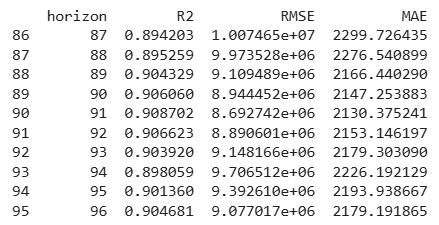 horizon R2 RMSE MAE
86 87 0.894203 1.007465e+07 2299.726435
87 88 0.895259 9.973528e+06 2276.540899
88 89 0.904329 9.109489e+06 2166.440290
89 90 0.906060 8.944452e+06 2147.253883
90 91 0.908702 8.692742e+06 2130.375241
91 92 0.906623 8.890601e+06 2153.146197
92 93 0.903920 9.148166e+06 2179.303090
93 94 0.898059 9.706512e+06 2226.192129
94 95 0.901360 9.392610e+06 2193.938667
95 96 0.904681 9.077017e+06 2179.191865